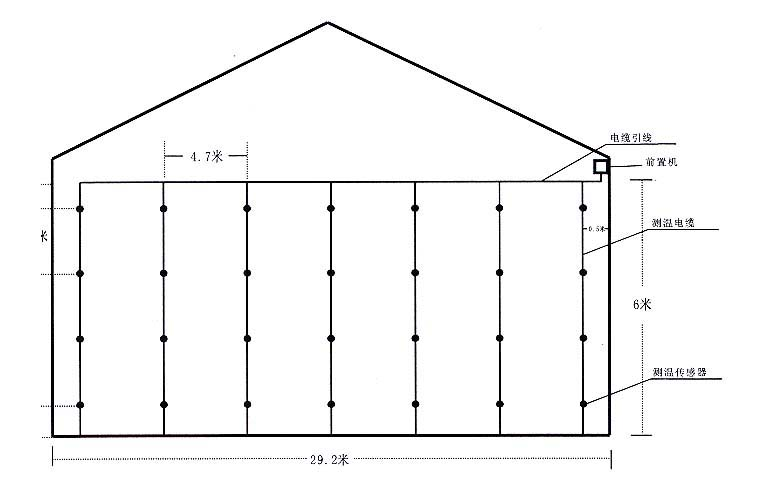 电缆引线
4.7米
前置机
测温电缆
0.5米
米
6米
测温传感器
29.2米